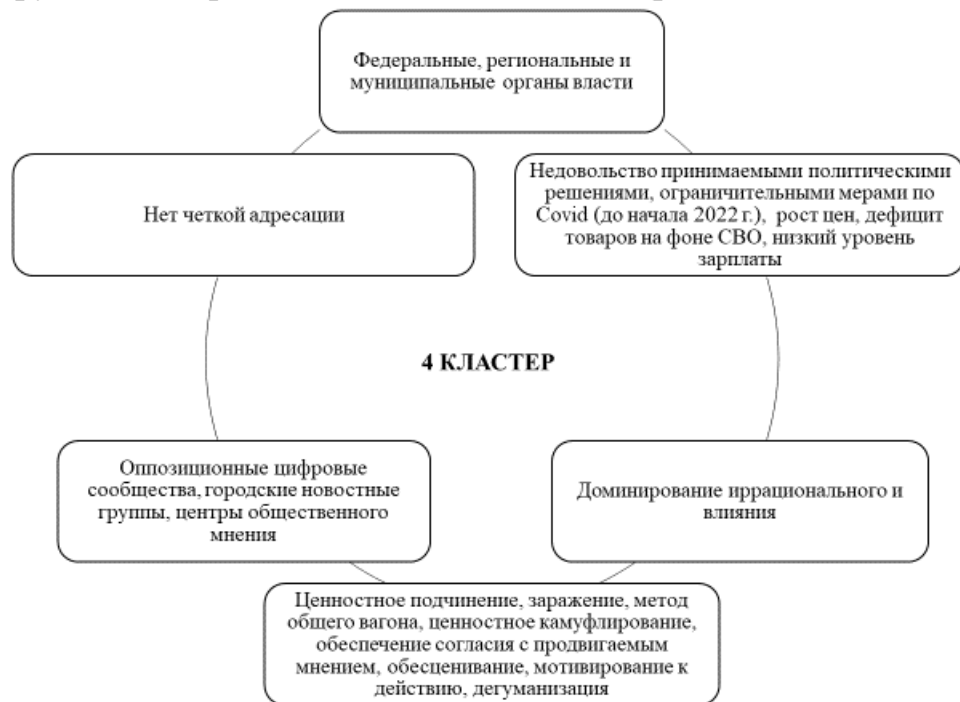 Федеральные, региональные и
муниципальные органы власти
Нет четкой адресации
Недовольство принимаемыми политическими
решениями, ограничительными мерами по
Covid (до начала 2022 г.), рост цен, дефицит
товаров на фоне СВО, низкий уровень
зарплаты
4 КЛАСТЕР
Оппозиционные цифровые
сообщества, городские новостные
группы, центры общественного
мнения
Доминирование иррационального и
влияния
Ценностное подчинение, заражение, метод
общего вагона, ценностное камуфлирование,
обеспечение согласия с продвигаемым
мнением, обесценивание, мотивирование к
действию, дегуманизация